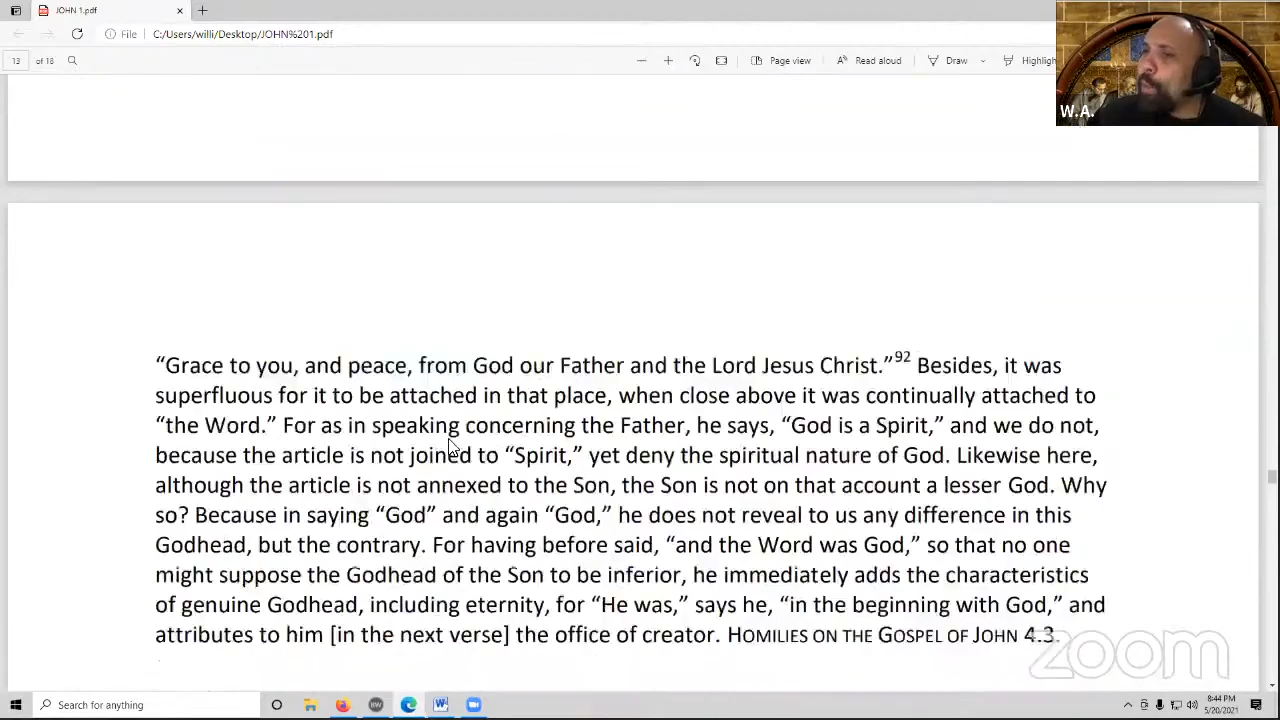 JOHN 1.pdf
File
C:/Users/willi/Desktop/JOHN%201.pdf
13 of 18
Page view
Read aloud
Draw
Highligh
W.A.
“Grace to you, and peace, from God our Father and the Lord Jesus Christ.”92 Besides, it was
superfluous for it to be attached in that place, when close above it was continually attached to
“the Word.” For as in speaking concerning the Father, he says, “God is a Spirit,” and we do not,
because the article is not joined to “Spirit,” yet deny the spiritual nature of God. Likewise here,
although the article is not annexed to the Son, the Son is not on that account a lesser God. Why
so? Because in saying “God” and again “God,” he does not reveal to us any difference in this
Godhead, but the contrary. For having before said, “and the Word was God,” so that no one
might suppose the Godhead of the Son to be inferior, he immediately adds the characteristics
of genuine Godhead, including eternity, for “He was,” says he, “in the beginning with God,” and
attributes to him [in the next verse] the office of creator. HOMILIES ON THE GOSPEL OF JOHN 4.3.
zoom
Search for anything
8:44 PM
5/20/2021